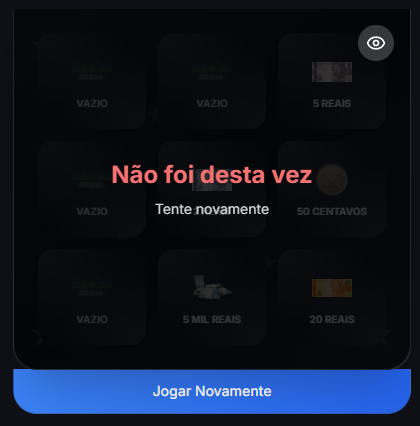 VAZIO
VAZIO
5 REAIS
Não foi desta vez
VAZIO
Tente novamente
50 CENTAVOS
VAZIO
5 MIL REAIS
20 REAIS
Jogar Novamente